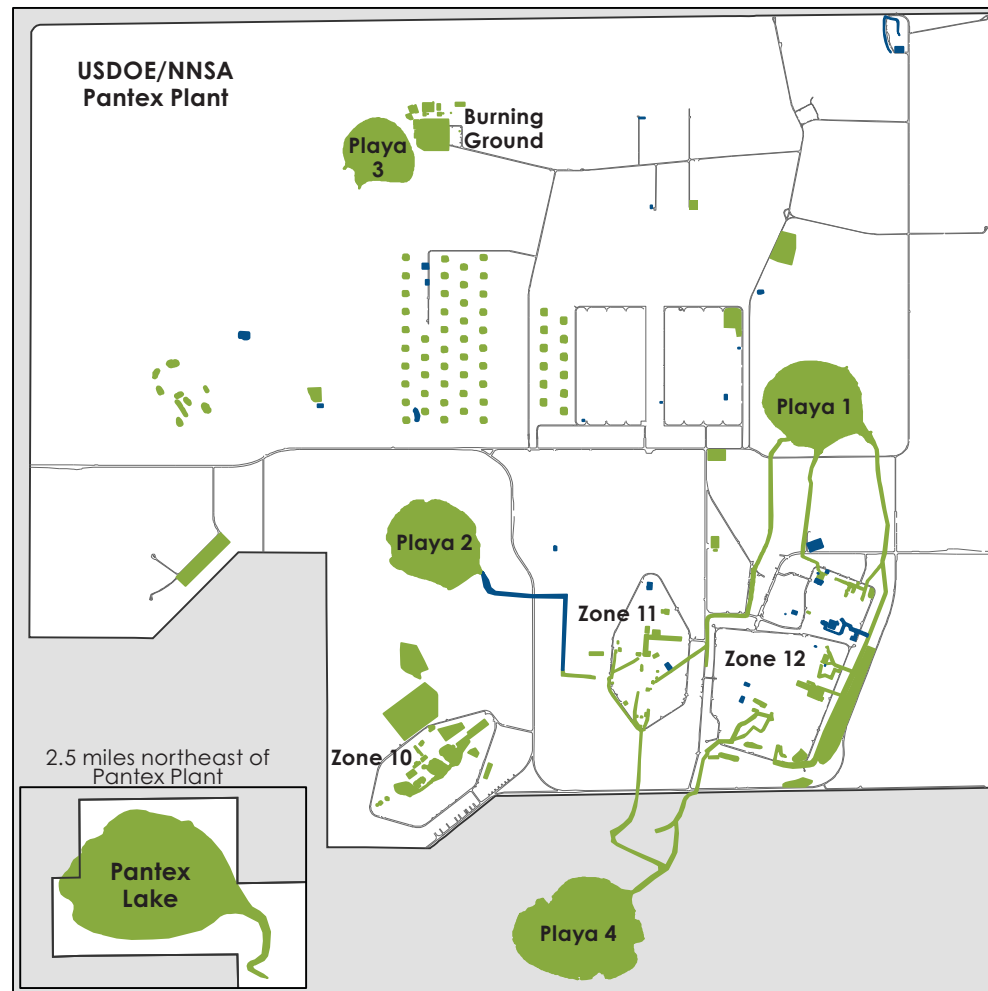 USDOE/NNSA
Pantex Plant
Burning
Ground
Playa
3
Playa 1
Playa 2
Zone 11
Zone 12
Zone 10
2.5 miles northeast of
Pantex Plant
Pantex
Lake
Playa 4